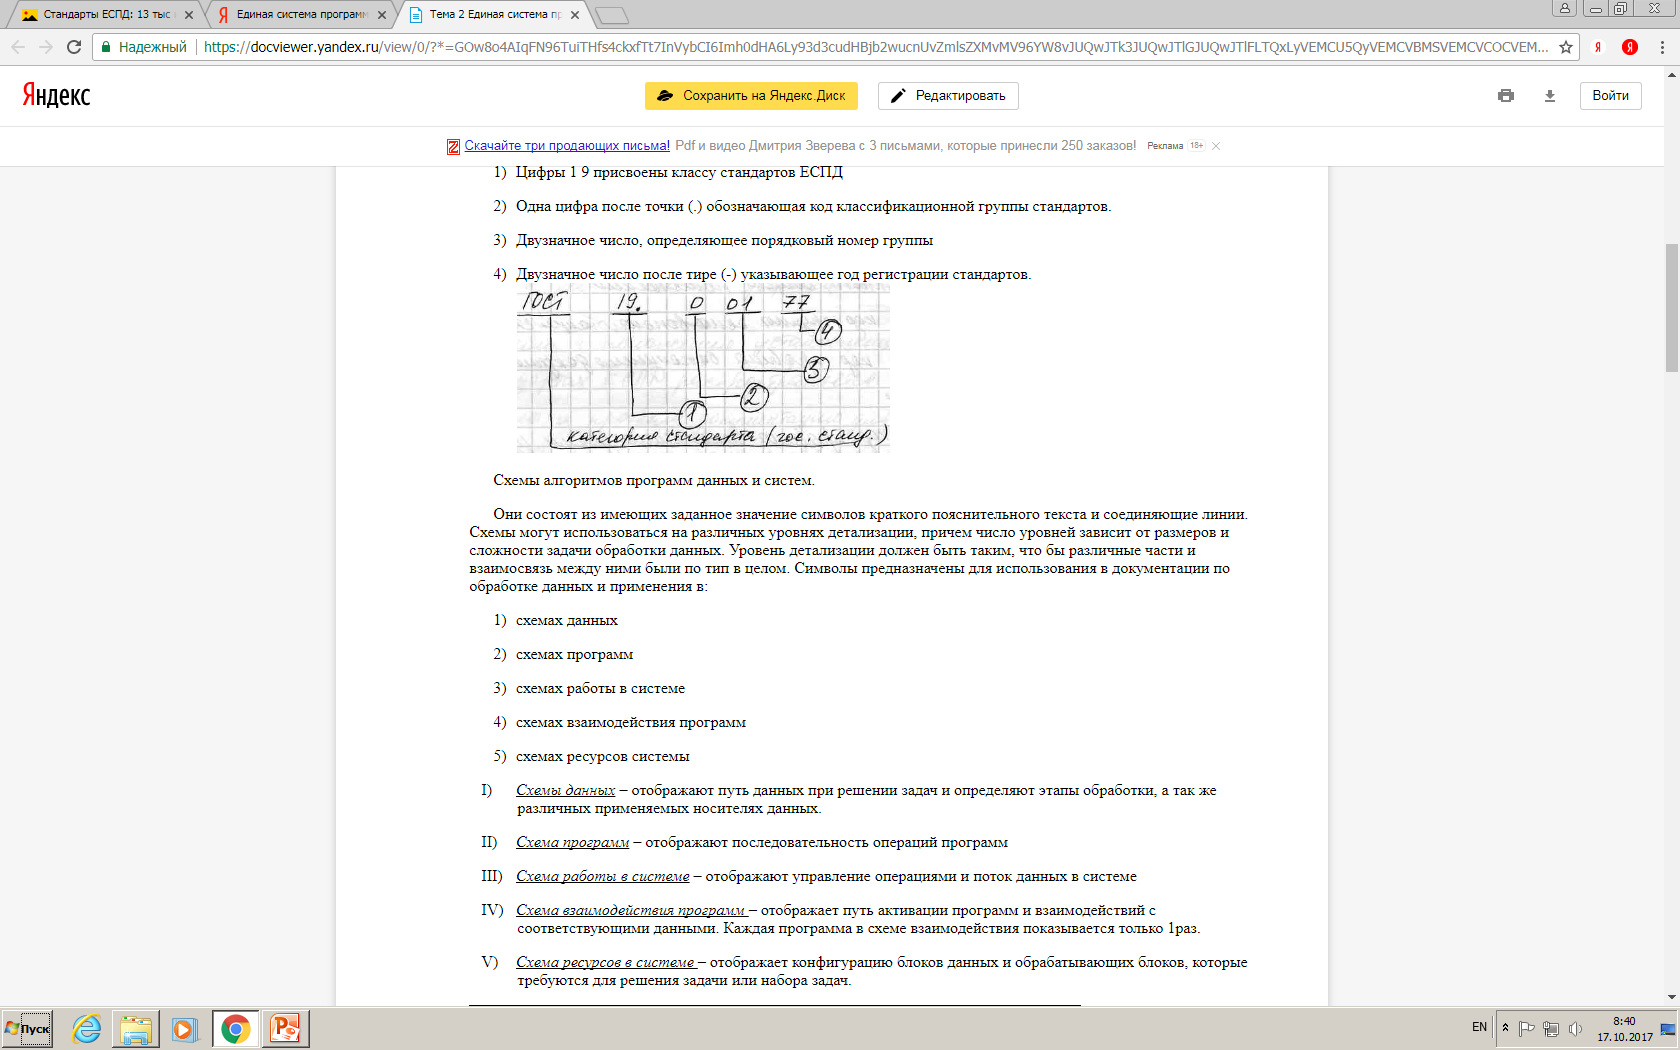 Стандарты ЕСПД: 13 тыс
Единая система програм
Тема 2 Единая система пр
Надежный
https://docviewer.yandex.ru/view/0/?*=GOw8o4AIqFN96TuiTHfs4ckxfTt7InVybCI6Imh0dHA6Ly93d3cudHBjb2wucnUvZmlsZXMvMV96YW8vJUQwJTk3JUQwJTlGJUQwJTlFLTQxLyVEMCU5QyVEMCVBMSVEMCVCOCVEM...
Яндекс
Сохранить на Яндекс.Диск
Редактировать
Войти
Скачайте три продающих письма! Pdf и видео Дмитрия Зверева с 3 письмами, которые принесли 250 заказов! Реклама 18+
1) Цифры 1 9 присвоены классу стандартов ЕСПД
2) Одна цифра после точки (.) обозначающая код классификационной группы стандартов.
3) Двузначное число, определяющее порядковый номер группы
4) Двузначное число после тире (-) указывающее год регистрации стандартов.
ГОСТ 19. 0 01 77
4
3
2
1
категория стандарта (гос. станд.)
Схемы алгоритмов программ данных и систем.
Они состоят из имеющих заданное значение символов краткого пояснительного текста и соединяющие линии.
Схемы могут использоваться на различных уровнях детализации, причем число уровней зависит от размеров и
сложности задачи обработки данных. Уровень детализации должен быть таким, что бы различные части и
взаимосвязь между ними были по тип в целом. Символы предназначены для использования в документации по
обработке данных и применения в:
1) схемах данных
2) схемах программ
3) схемах работы в системе
4) схемах взаимодействия программ
5) схемах ресурсов системы
I) Схемы данных – отображают путь данных при решении задач и определяют этапы обработки, а так же
различных применяемых носителях данных.
II) Схема программ – отображают последовательность операций программ
III) Схема работы в системе – отображают управление операциями и поток данных в системе
IV) Схема взаимодействия программ – отображает путь активации программ и взаимодействий с
соответствующими данными. Каждая программа в схеме взаимодействия показывается только 1раз.
V) Схема ресурсов в системе – отображает конфигурацию блоков данных и обрабатывающих блоков, которые
требуются для решения задачи или набора задач.
Пуск
EN
8:40
17.10.2017